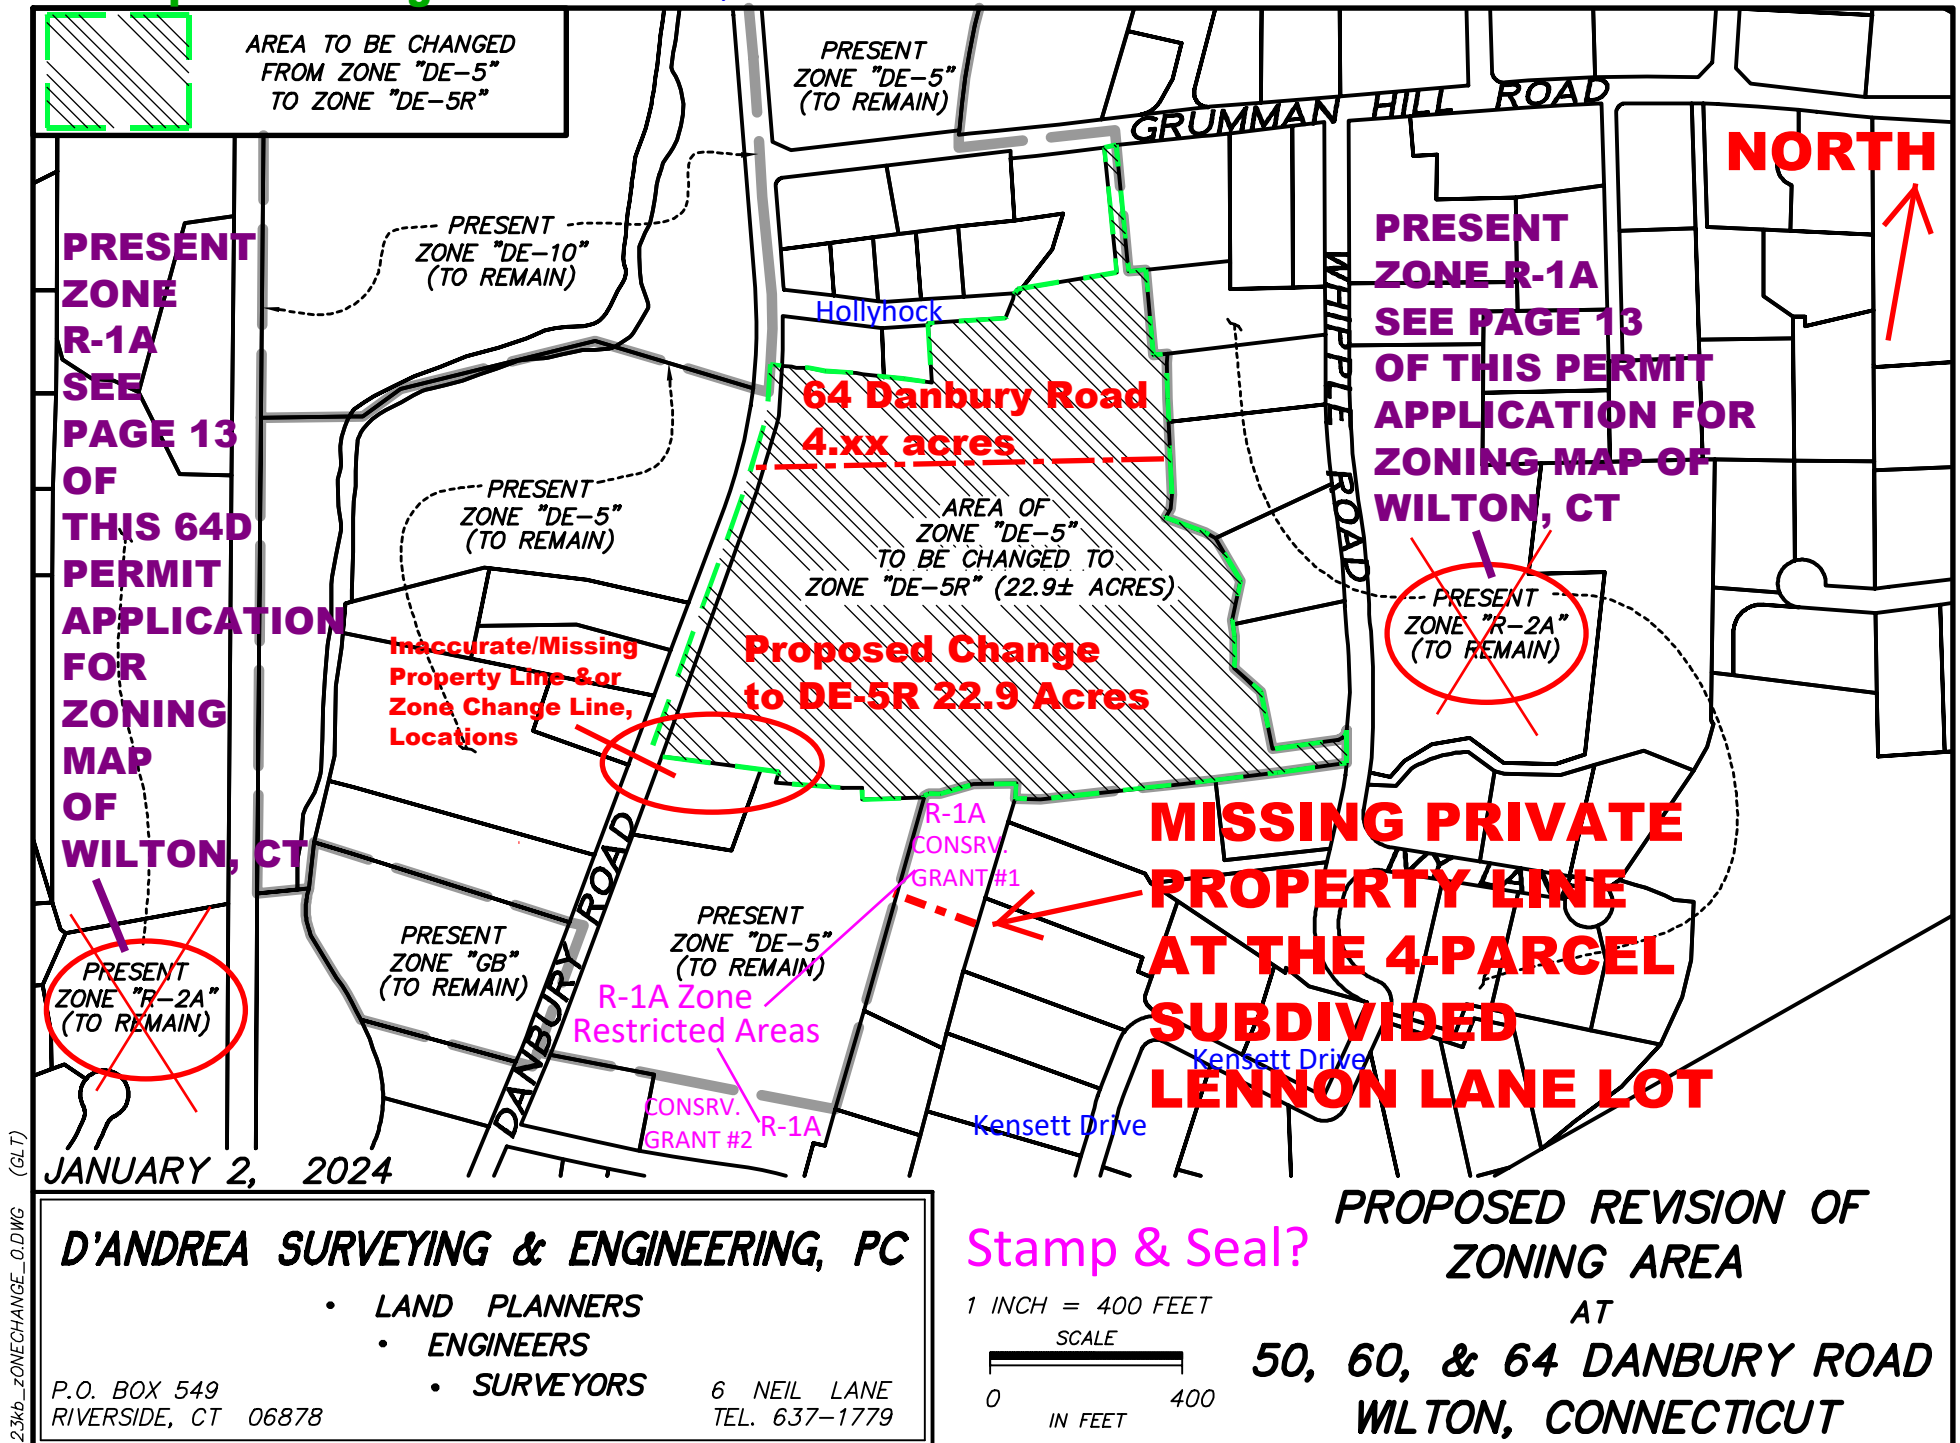 AREA TO BE CHANGED
FROM ZONE "DE-5"
TO ZONE "DE-5R"
PRESENT
ZONE "DE-5"
(TO REMAIN)
GRUMMAN HILL ROAD
NORTH
PRESENT
ZONE "DE-10"
(TO REMAIN)
PRESENT
ZONE
R-1A
SEE
PAGE 13
OF
THIS 64D
PERMIT
APPLICATION
FOR
ZONING
MAP
OF
WILTON, CT
PRESENT
ZONE R-1A
SEE PAGE 13
OF THIS PERMIT
APPLICATION FOR
ZONING MAP OF
WILTON, CT
WHIPPLE ROAD
Hollyhock
64 Danbury Road
4.xx acres
PRESENT
ZONE "DE-5"
(TO REMAIN)
AREA OF
ZONE "DE-5"
TO BE CHANGED TO
ZONE "DE-5R" (22.9± ACRES)
PRESENT
ZONE "R-2A"
(TO REMAIN)
Inaccurate/Missing
Property Line &or
Zone Change Line,
Locations
Proposed Change
to DE-5R 22.9 Acres
R-1A
CONSRV.
GRANT #1
MISSING PRIVATE
PROPERTY LINE
AT THE 4-PARCEL
SUBDIVIDED
LENNON LANE LOT
DANBURY ROAD
PRESENT
ZONE "DE-5"
(TO REMAIN)
PRESENT
ZONE "GB"
(TO REMAIN)
PRESENT
ZONE "R-2A"
(TO REMAIN)
R-1A Zone
Restricted Areas
Kensett Drive
CONSRV.
GRANT #2
R-1A
Kensett Drive
JANUARY 2, 2024
(GLT)
23kb_zONECHANGE_0.DWG
D'ANDREA SURVEYING & ENGINEERING, PC
• LAND PLANNERS
• ENGINEERS
• SURVEYORS
P.O. BOX 549
RIVERSIDE, CT 06878
6 NEIL LANE
TEL. 637-1779
Stamp & Seal?
1 INCH = 400 FEET
SCALE
0 400
IN FEET
PROPOSED REVISION OF
ZONING AREA
AT
50, 60, & 64 DANBURY ROAD
WILTON, CONNECTICUT